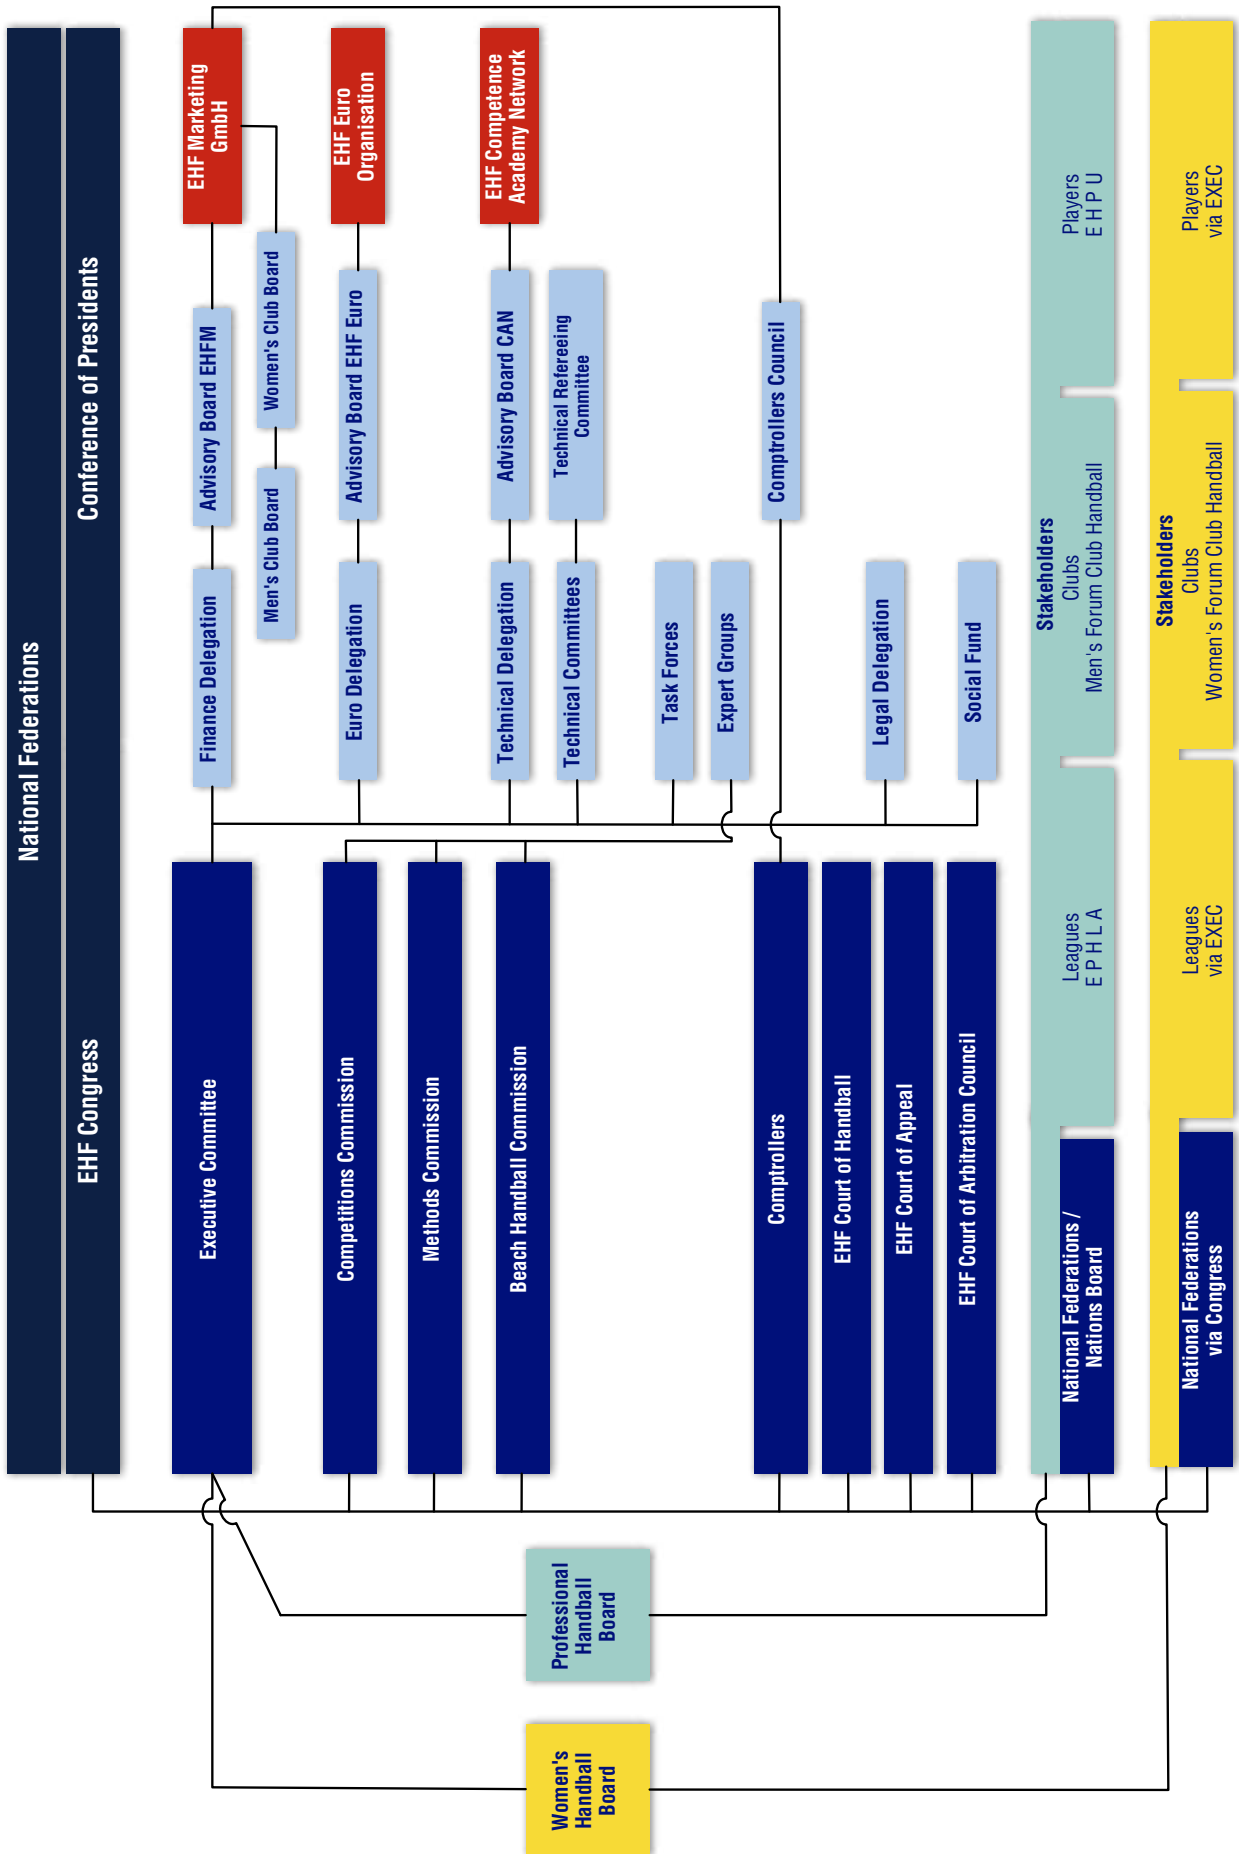 National Federations
EHF Congress
Conference of Presidents
Executive Committee
Finance Delegation
Advisory Board EHFM
EHF Marketing
GmbH
Men's Club Board
Women's Club Board
Competitions Commission
Euro Delegation
Advisory Board EHF Euro
EHF Euro
Organisation
Methods Commission
Beach Handball Commission
Technical Delegation
Advisory Board CAN
EHF Competence
Academy Network
Technical Committees
Technical Refereeing
Committee
Task Forces
Expert Groups
Comptrollers
Comptrollers Council
EHF Court of Handball
EHF Court of Appeal
Legal Delegation
EHF Court of Arbitration Council
Social Fund
Women's
Handball
Board
Professional
Handball
Board
Stakeholders
National Federations /
Nations Board
Leagues
E P H L A
Clubs
Men's Forum Club Handball
Players
E H P U
Stakeholders
National Federations
via Congress
Leagues
via EXEC
Clubs
Women's Forum Club Handball
Players
via EXEC